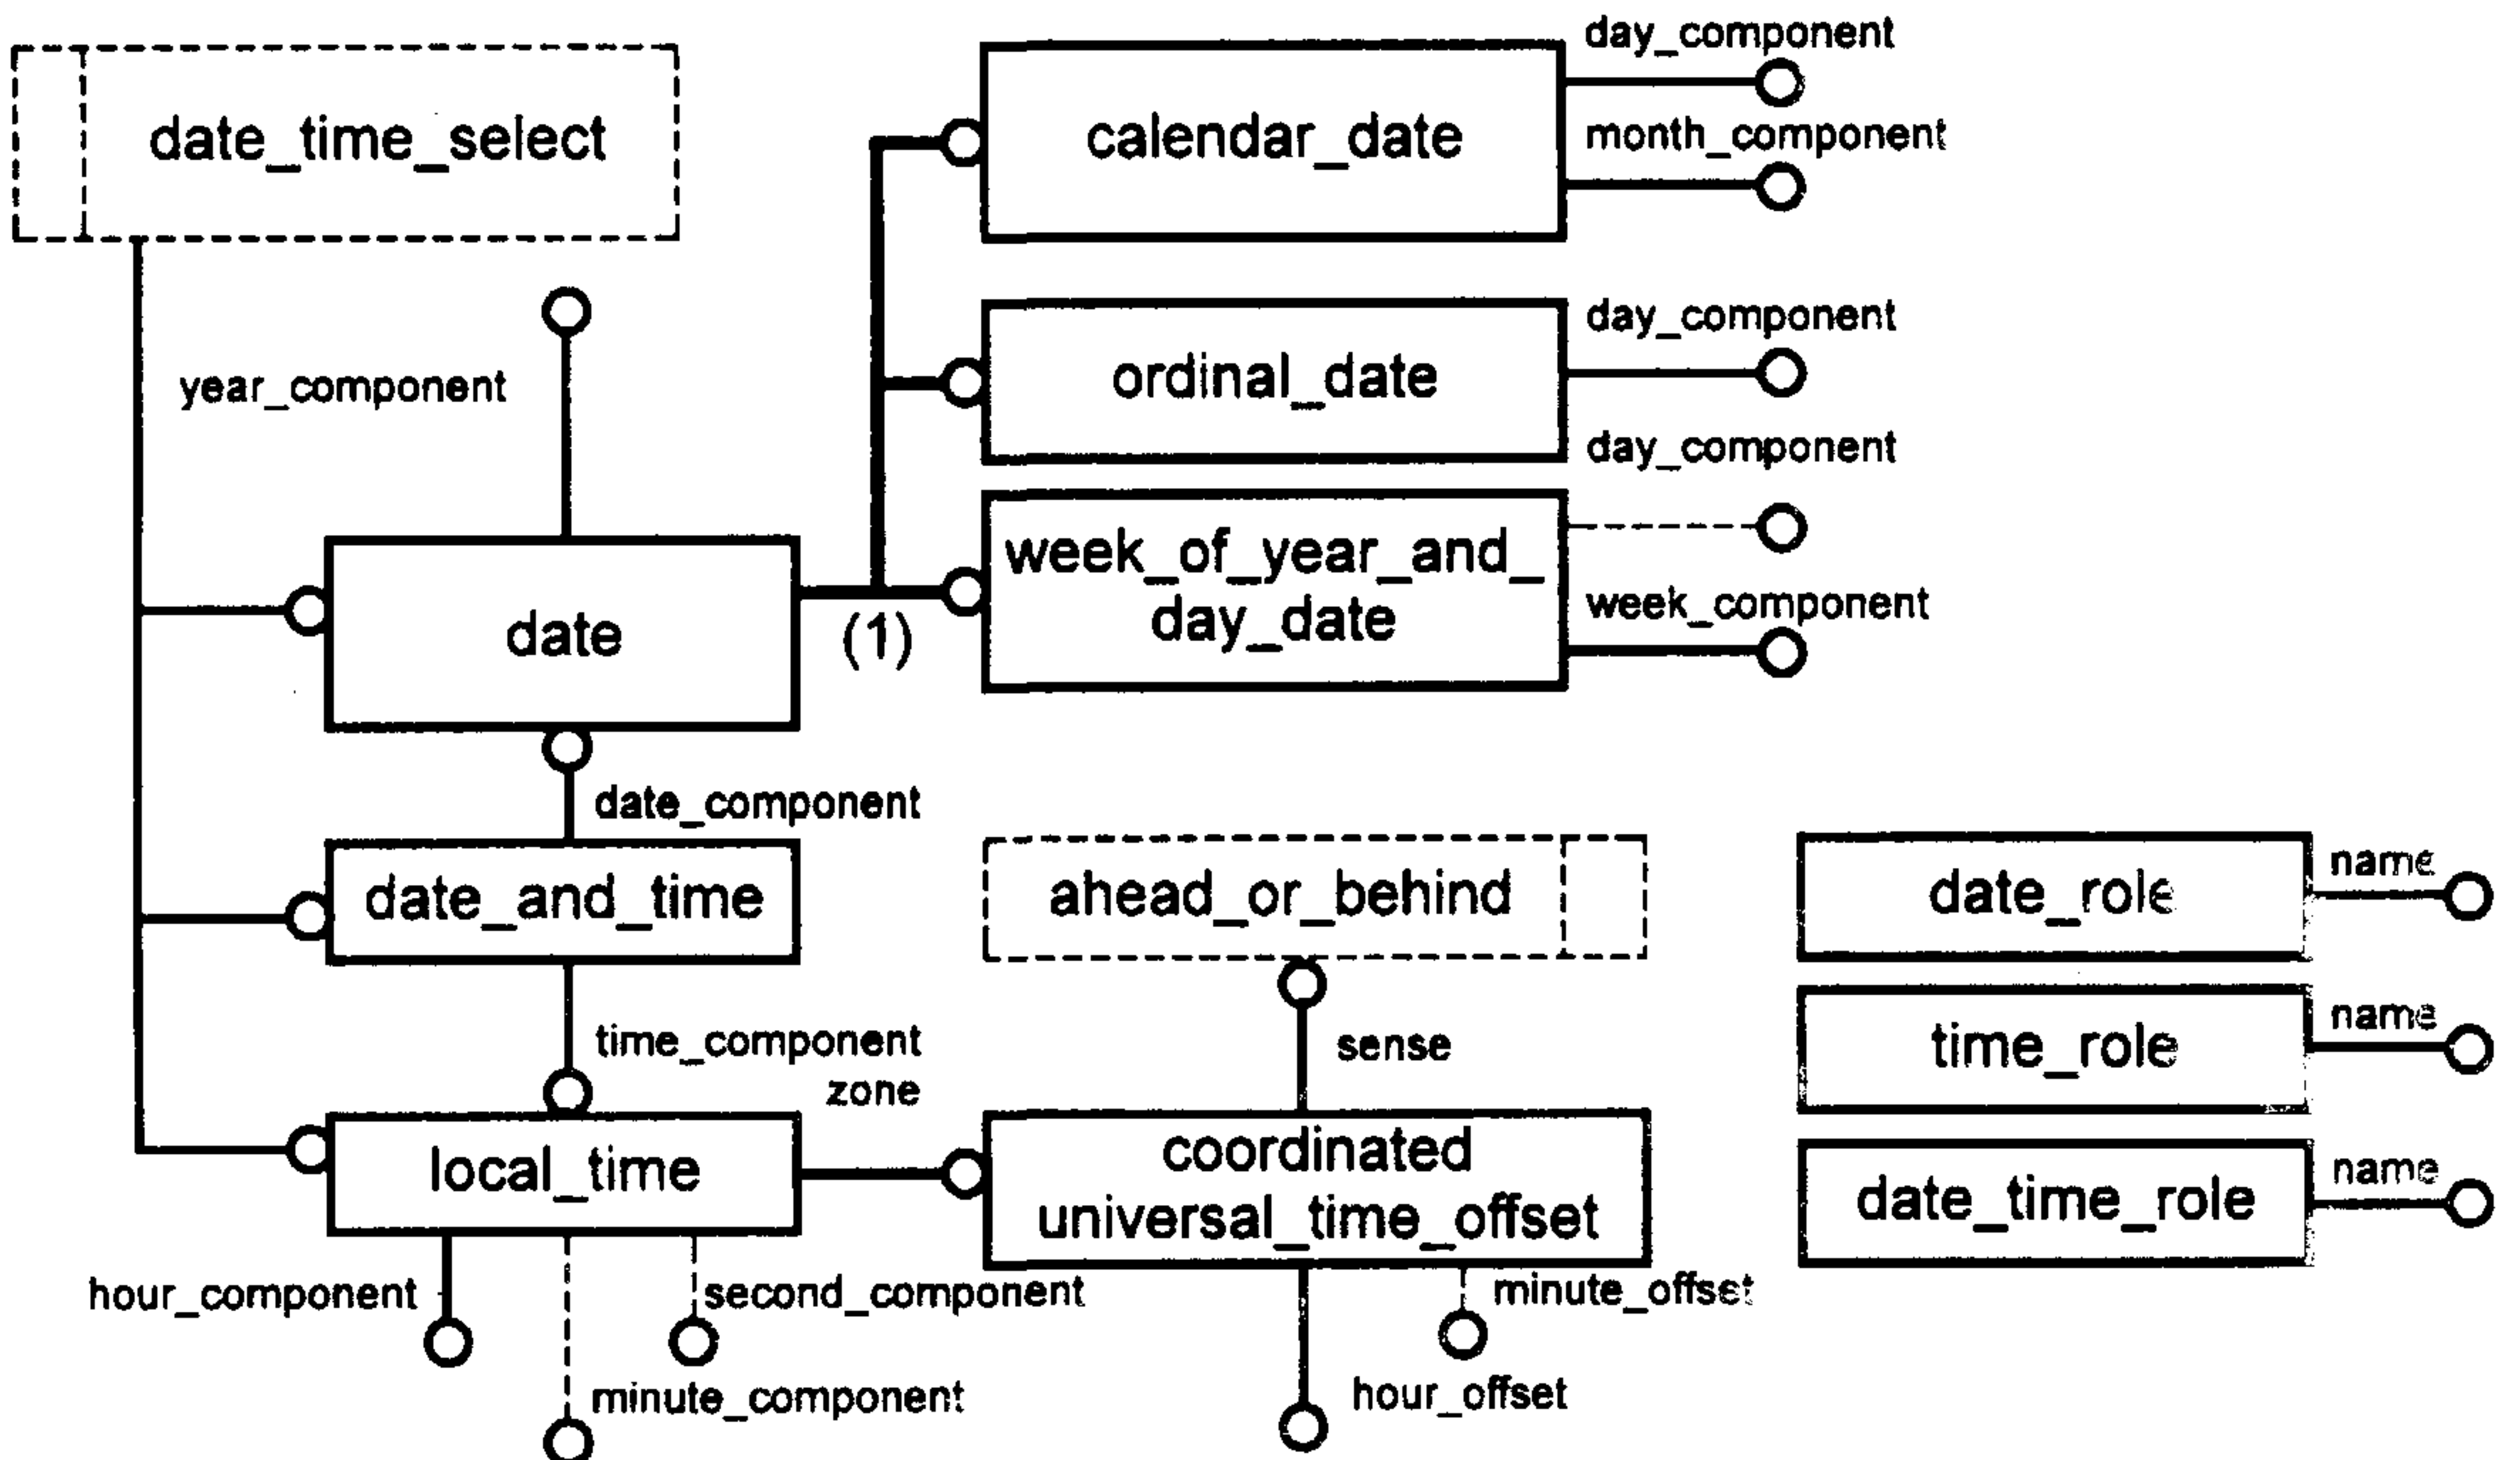 day_component
date_time_select
calendar_date
month_component
day_component
year_component
ordinal_date
day_component
week_of_year_and_
day_date
week_component
date
(1)
date_component
date_and_time
ahead_or_behind
date_role
name
time_component
zone
sense
time_role
name
local_time
coordinated
universal_time_offset
date_time_role
name
hour_component
second_component
minute_offset
minute_component
hour_offset